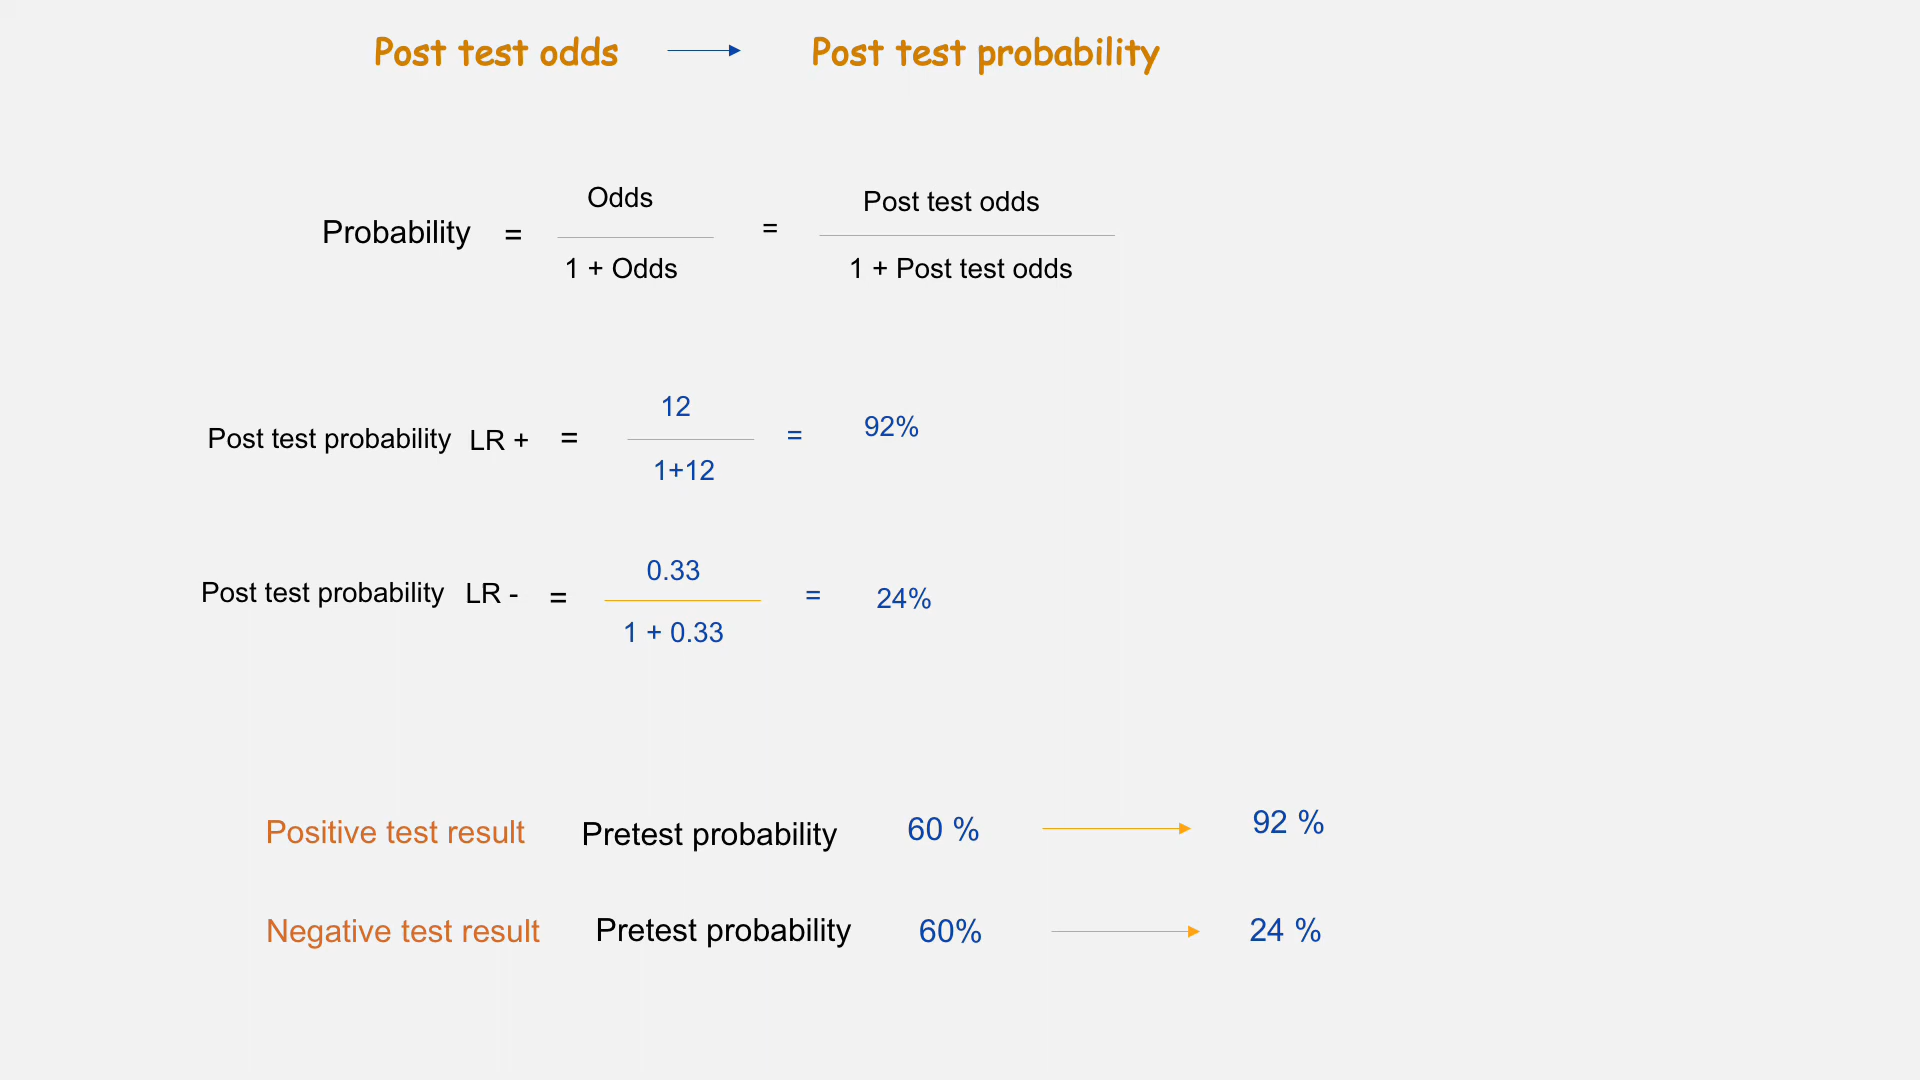 Post test odds Post test probability
Odds Post test odds
Probability = =
1 + Odds 1 + Post test odds
12
Post test probability LR + = = 92%
1+12
0.33
Post test probability LR - = = 24%
1 + 0.33
Positive test result Pretest probability 60 % 92 %
Negative test result Pretest probability 60% 24 %